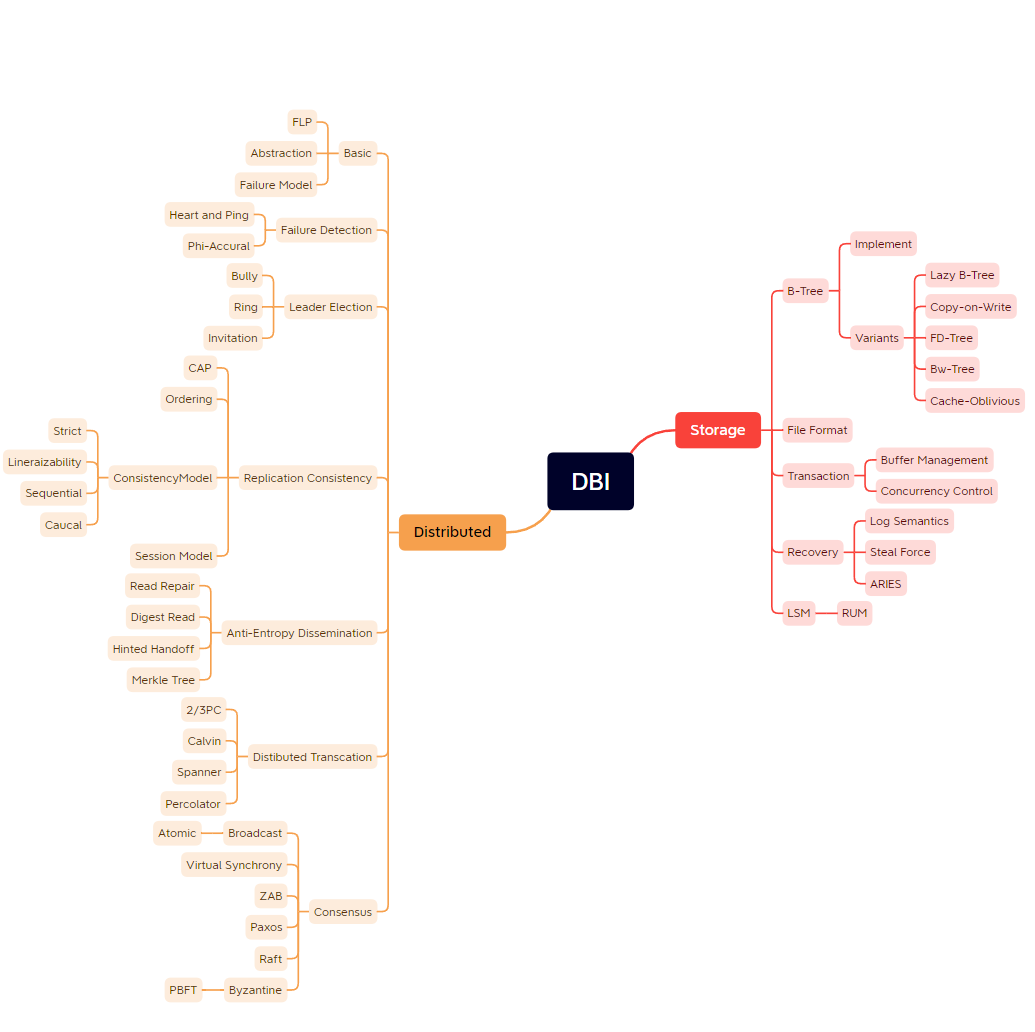 DBI
Storage
B-Tree
Implement
Variants
Lazy B-Tree
Copy-on-Write
FD-Tree
Bw-Tree
Cache-Oblivious
File Format
Transaction
Buffer Management
Concurrency Control
Recovery
Log Semantics
Steal Force
ARIES
LSM
RUM
Distributed
Basic
FLP
Abstraction
Failure Model
Failure Detection
Heart and Ping
Phi-Accural
Leader Election
Bully
Ring
Invitation
Replication Consistency
CAP
Ordering
ConsistencyModel
Strict
Lineraizability
Sequential
Caucal
Session Model
Anti-Entropy Dissemination
Read Repair
Digest Read
Hinted Handoff
Merkle Tree
Distibuted Transcation
2/3PC
Calvin
Spanner
Percolator
Consensus
Broadcast
Atomic
Virtual Synchrony
ZAB
Paxos
Raft
Byzantine
PBFT